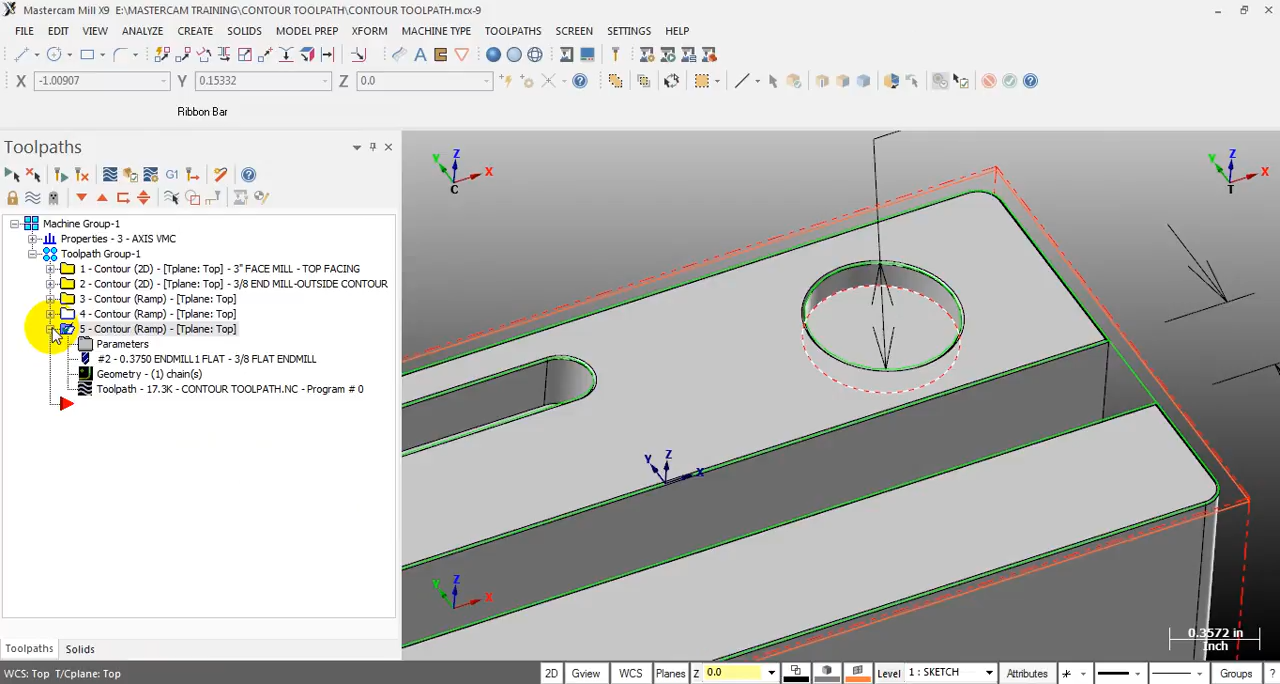 Mastercam Mill X9 E:\MASTERCAM TRAINING\CONTOUR TOOLPATH\CONTOUR TOOLPATH.mcx-9
FILE EDIT VIEW ANALYZE CREATE SOLIDS MODEL PREP XFORM MACHINE TYPE TOOLPATHS SCREEN SETTINGS HELP
X -1.00907 Y 0.15332 Z 0.0
Ribbon Bar
Toolpaths
G1
Machine Group-1
Properties - 3 - AXIS VMC
Toolpath Group-1
1 - Contour (2D) - [Tplane: Top] - 3" FACE MILL - TOP FACING
2 - Contour (2D) - [Tplane: Top] - 3/8 END MILL-OUTSIDE CONTOUR
3 - Contour (Ramp) - [Tplane: Top]
4 - Contour (Ramp) - [Tplane: Top]
5 - Contour (Ramp) - [Tplane: Top]
Parameters
#2 - 0.3750 ENDMILL1 FLAT - 3/8 FLAT ENDMILL
Geometry - (1) chain(s)
Toolpath - 17.3K - CONTOUR TOOLPATH.NC - Program # 0
Y Z X
C
Y Z X
T
Y Z X
Y Z X
0.3572 in
Inch
Toolpaths Solids
WCS: Top T/Cplane: Top 2D Gview WCS Planes Z 0.0 Level 1 : SKETCH Attributes Groups ?